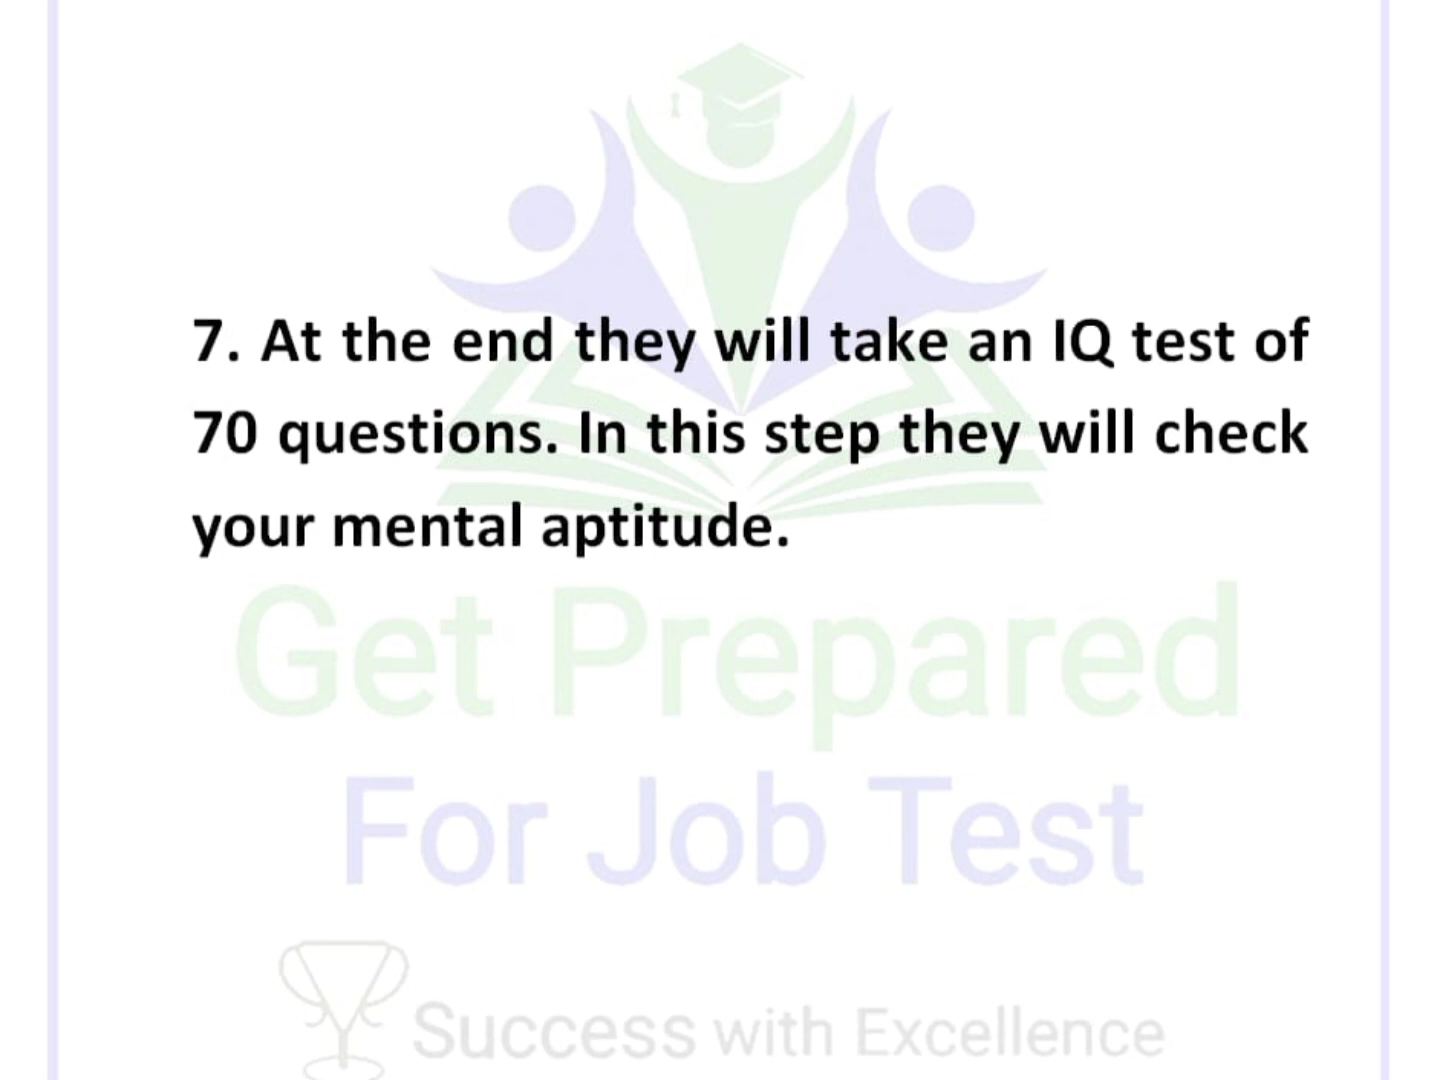 7. At the end they will take an IQ test of
70 questions. In this step they will check
your mental aptitude.
Get Prepared
For Job Test
Success with Excellence